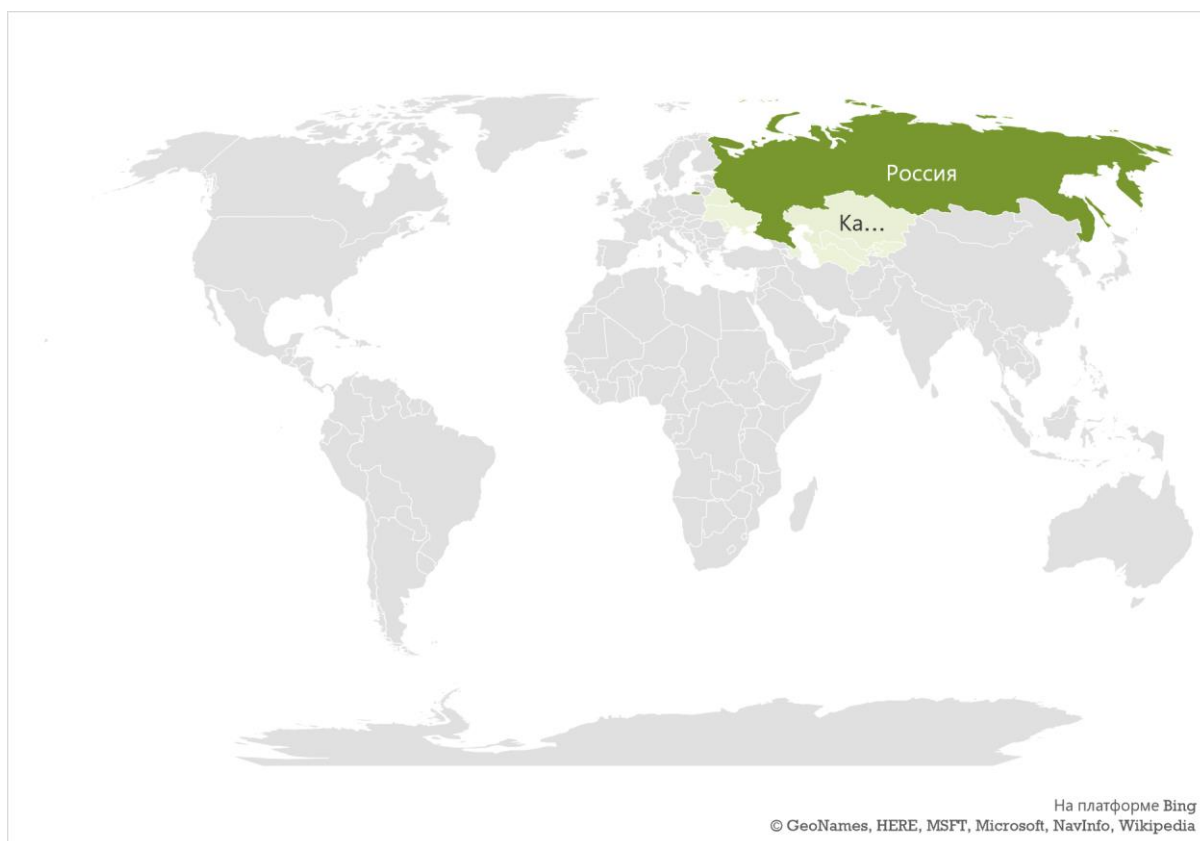 Россия
Ка...
На платформе Bing
© GeoNames, HERE, MSFT, Microsoft, NavInfo, Wikipedia